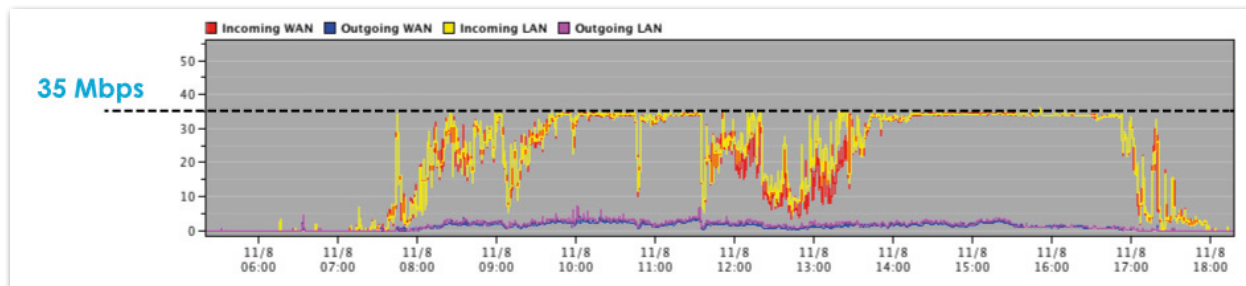 Incoming WAN Outgoing WAN Incoming LAN Outgoing LAN
50
35 Mbps
40
30
20
10
0
11/8 11/8 11/8 11/8 11/8 11/8 11/8 11/8 11/8 11/8 11/8 11/8 11/8
06:00 07:00 08:00 09:00 10:00 11:00 12:00 13:00 14:00 15:00 16:00 17:00 18:00